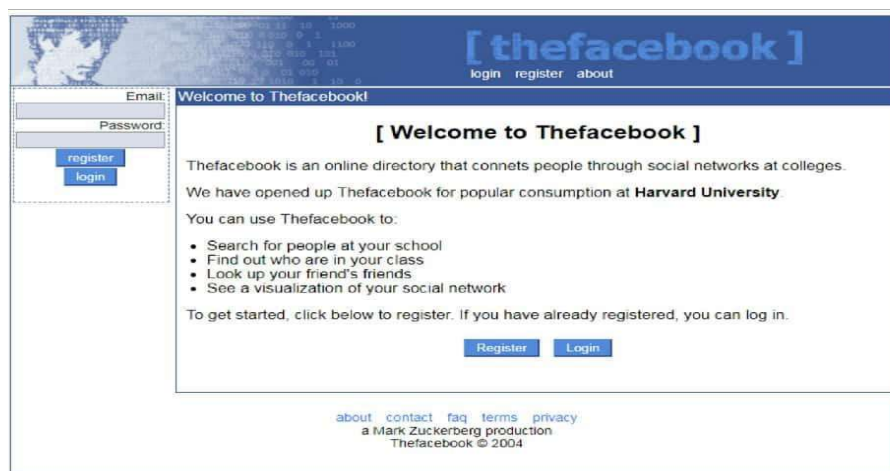 [ thefacebook ]
login register about
Email:
Password:
register
login
Welcome to Thefacebook!
[ Welcome to Thefacebook ]
Thefacebook is an online directory that connets people through social networks at colleges.
We have opened up Thefacebook for popular consumption at Harvard University.
You can use Thefacebook to:
• Search for people at your school
• Find out who are in your class
• Look up your friend's friends
• See a visualization of your social network
To get started, click below to register. If you have already registered, you can log in.
Register Login
about contact faq terms privacy
a Mark Zuckerberg production
Thefacebook © 2004